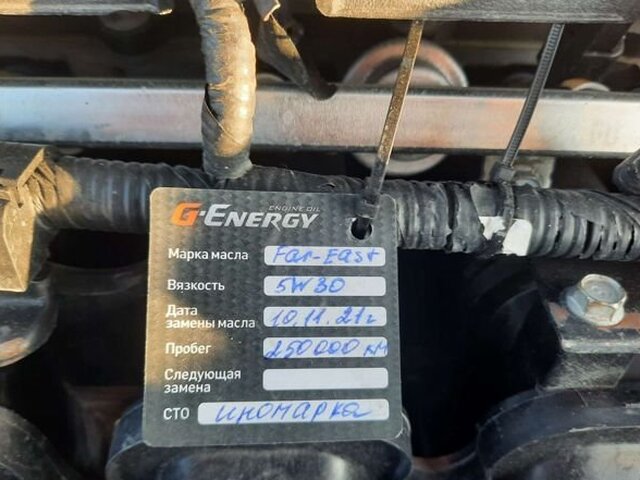 ENGINE OIL
G-ENERGY
Марка масла Far-East
Вязкость 5W30
Дата
замены масла 10.11.21г
Пробег 250000 км
Следующая
замена
СТО иномарка